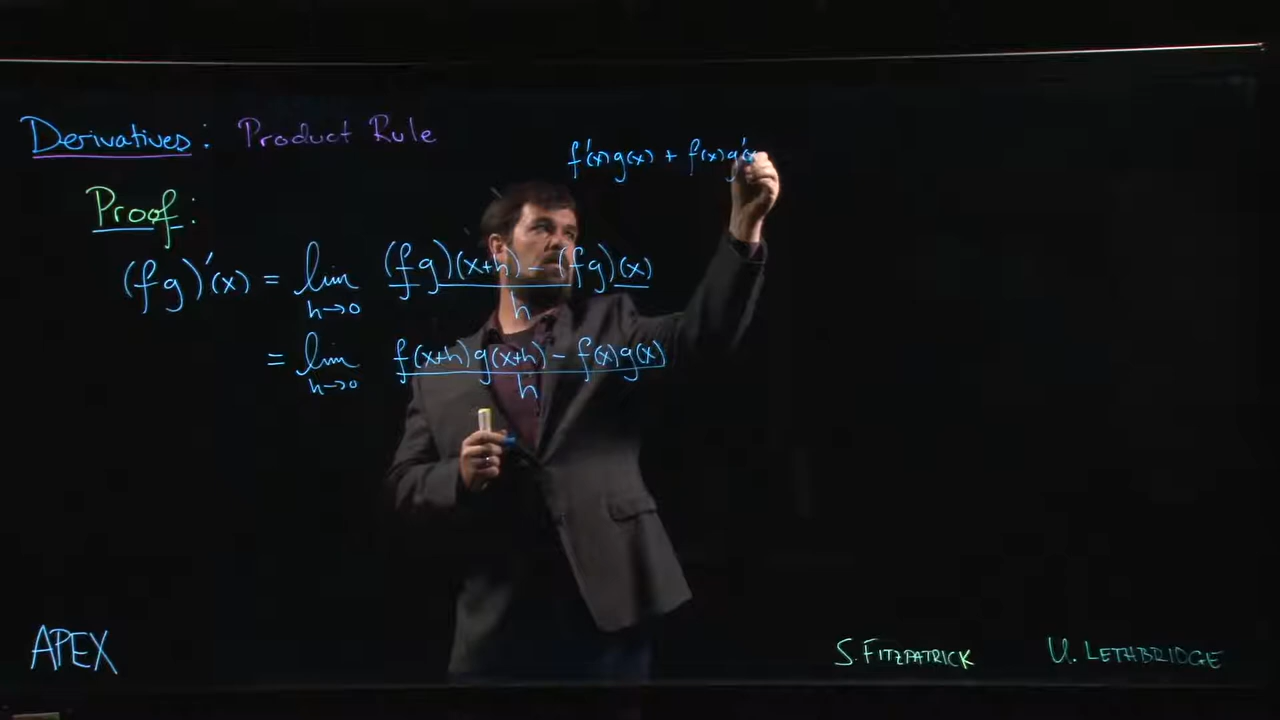 Derivatives: Product Rule
f'(x)g(x) + f(x)g'(x
Proof:
(fg)'(x) = lim h→0 (fg)(x+h) - (fg)(x) / h
= lim h→0 f(x+h)g(x+h) - f(x)g(x) / h
APEX
S. FITZPATRICK
U. LETHBRIDGE